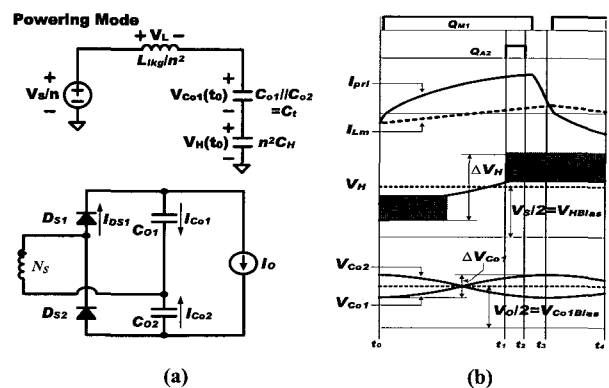 Powering Mode
+ VL -
Llkg/n²
+
VS/n
-
+
VCo1(t0)
-
Co1//Co2
=Ct
+
VH(t0)
-
n²CH
DS1
IDS1
CO1
ICo1
NS
IO
DS2
CO2
ICo2
(a)
QM1
QA2
Ipri
ILm
VH
ΔVH
VS/2=VHBias
VCo2
ΔVCo1
VCo1
VO/2=VCo1Bias
t0
t1
t2
t3
t4
(b)